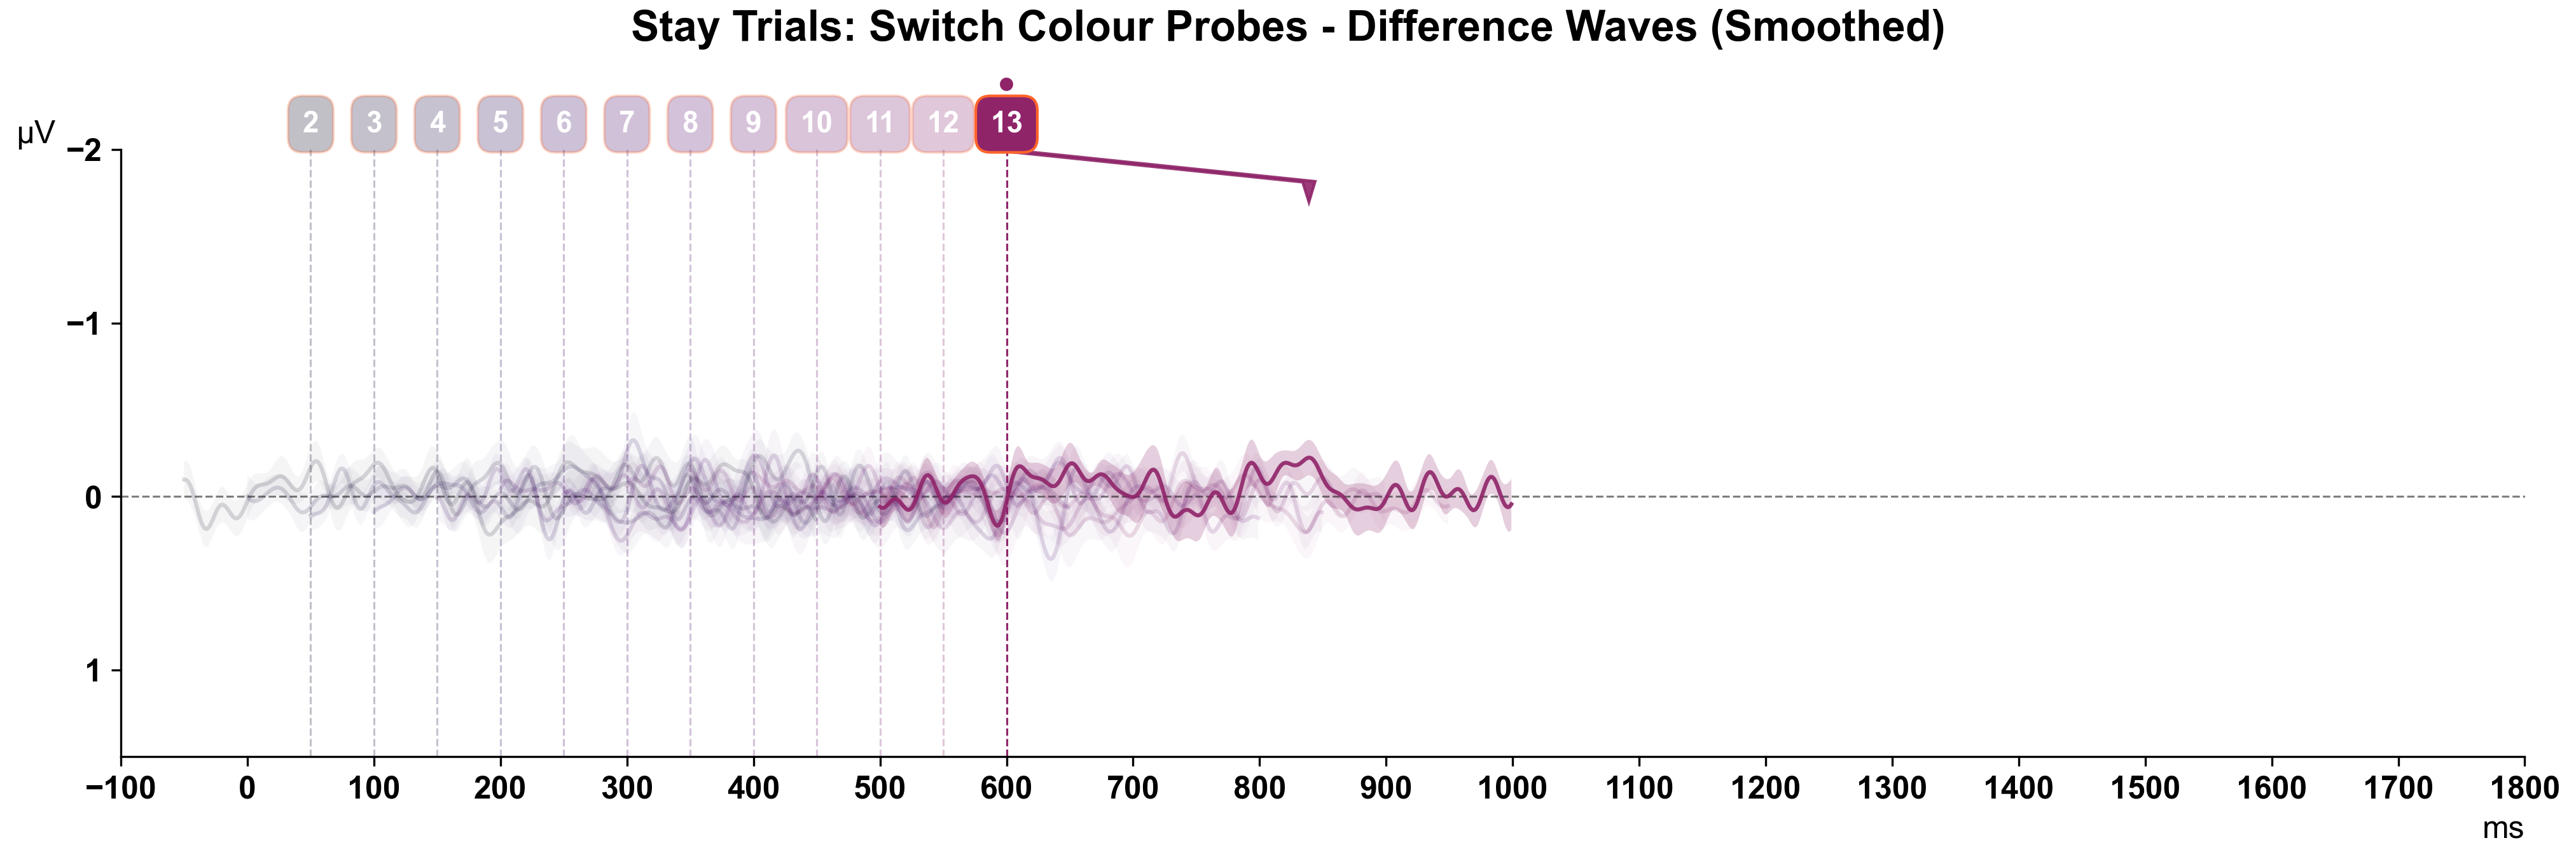 Stay Trials: Switch Colour Probes - Difference Waves (Smoothed)
2 3 4 5 6 7 8 9 10 11 12 13
µV
−2
−1
0
1
−100 0 100 200 300 400 500 600 700 800 900 1000 1100 1200 1300 1400 1500 1600 1700 1800
ms